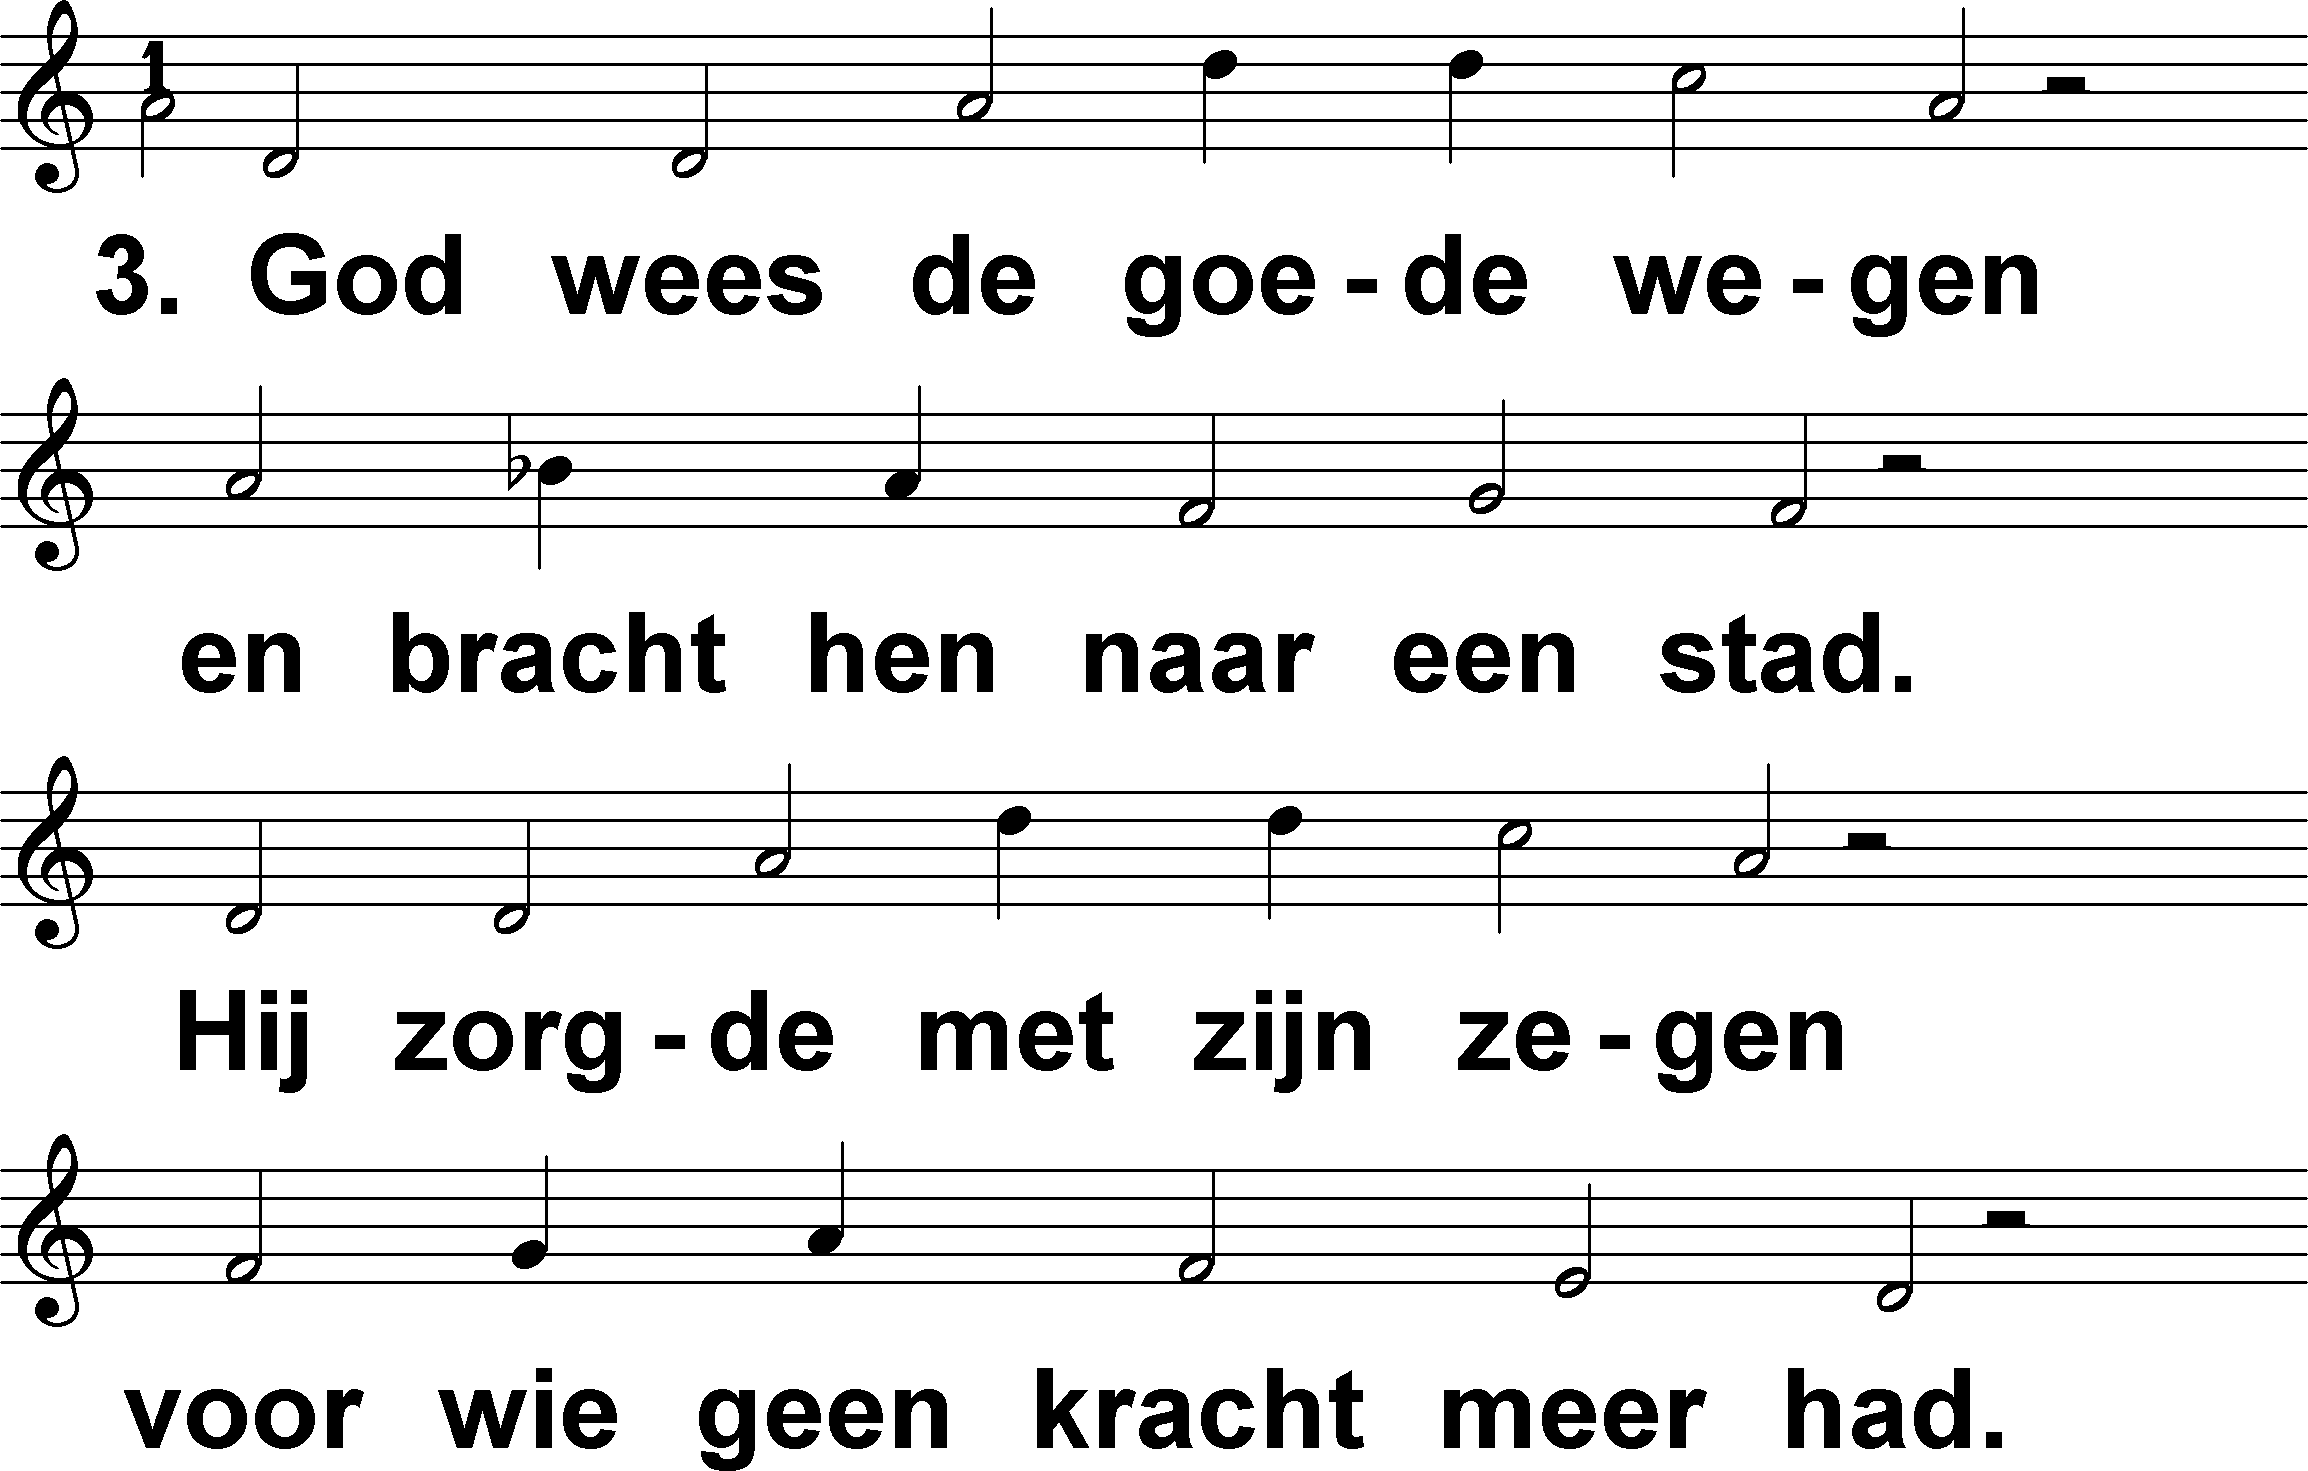 1
3. God wees de goe-de we-gen
en bracht hen naar een stad.
Hij zorg-de met zijn ze-gen
voor wie geen kracht meer had.